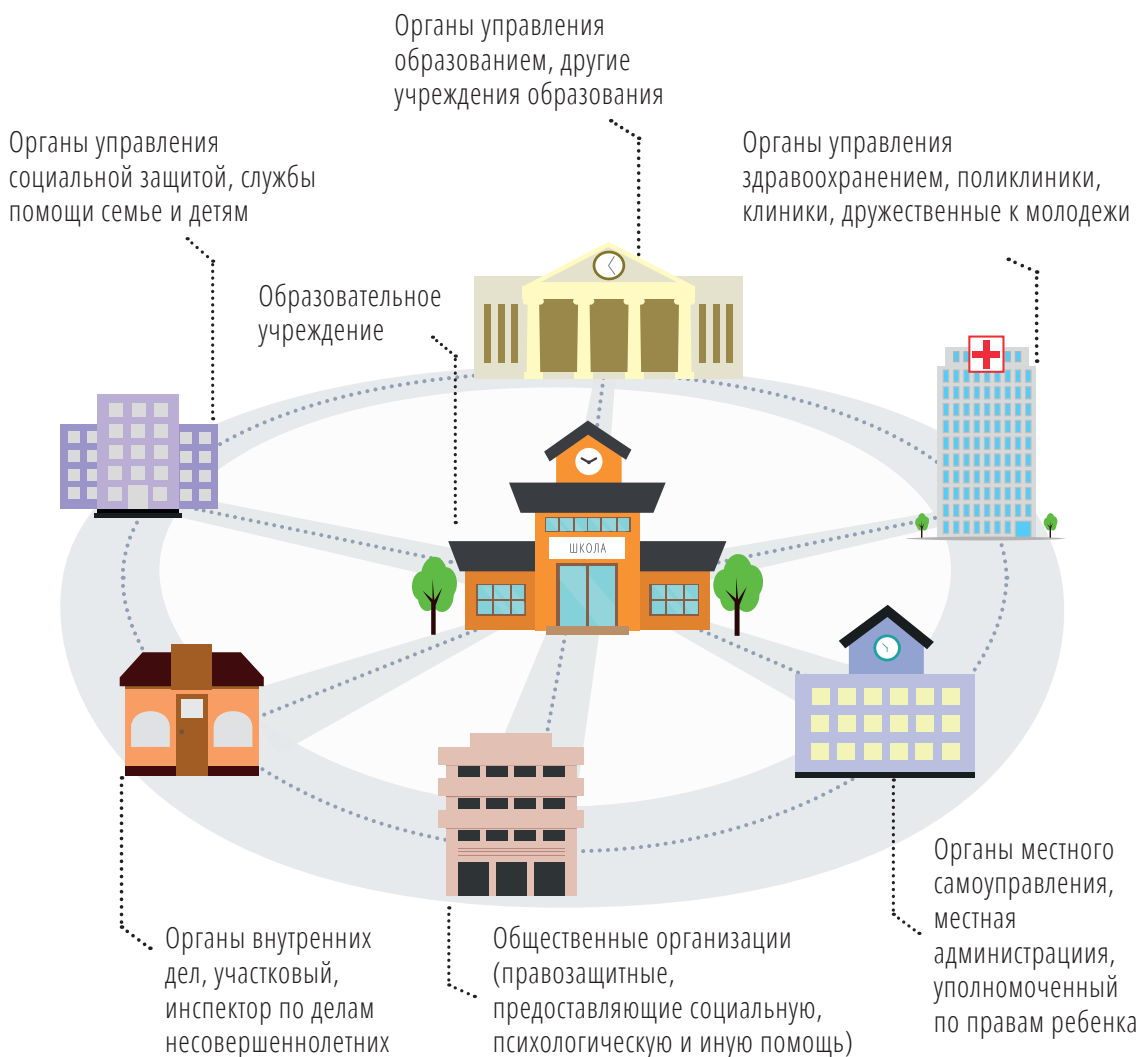 Органы управления
образованием, другие
учреждения образования
Органы управления
социальной защитой, службы
помощи семье и детям
Органы управления
здравоохранением, поликлиники,
клиники, дружественные к молодежи
Образовательное
учреждение
ШКОЛА
Органы внутренних
дел, участковый,
инспектор по делам
несовершеннолетних
Общественные организации
(правозащитные,
предоставляющие социальную,
психологическую и иную помощь)
Органы местного
самоуправления,
местная
администрациия,
уполномоченный
по правам ребенка